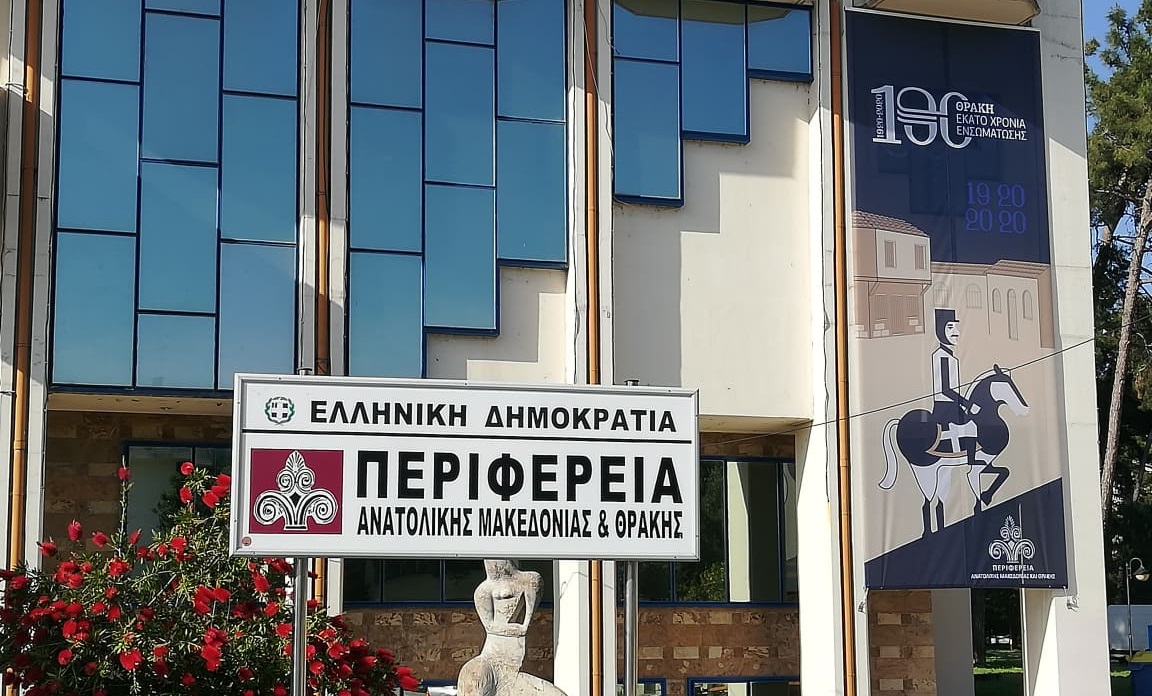 ΕΛΛΗΝΙΚΗ ΔΗΜΟΚΡΑΤΙΑ
ΠΕΡΙΦΕΡΕΙΑ
ΑΝΑΤΟΛΙΚΗΣ ΜΑΚΕΔΟΝΙΑΣ & ΘΡΑΚΗΣ
1920-2020
100
ΘΡΑΚΗ
ΕΚΑΤΟ ΧΡΟΝΙΑ
ΕΝΣΩΜΑΤΩΣΗΣ
19 20
20 20
ΠΕΡΙΦΕΡΕΙΑ
ΑΝΑΤΟΛΙΚΗΣ ΜΑΚΕΔΟΝΙΑΣ ΚΑΙ ΘΡΑΚΗΣ